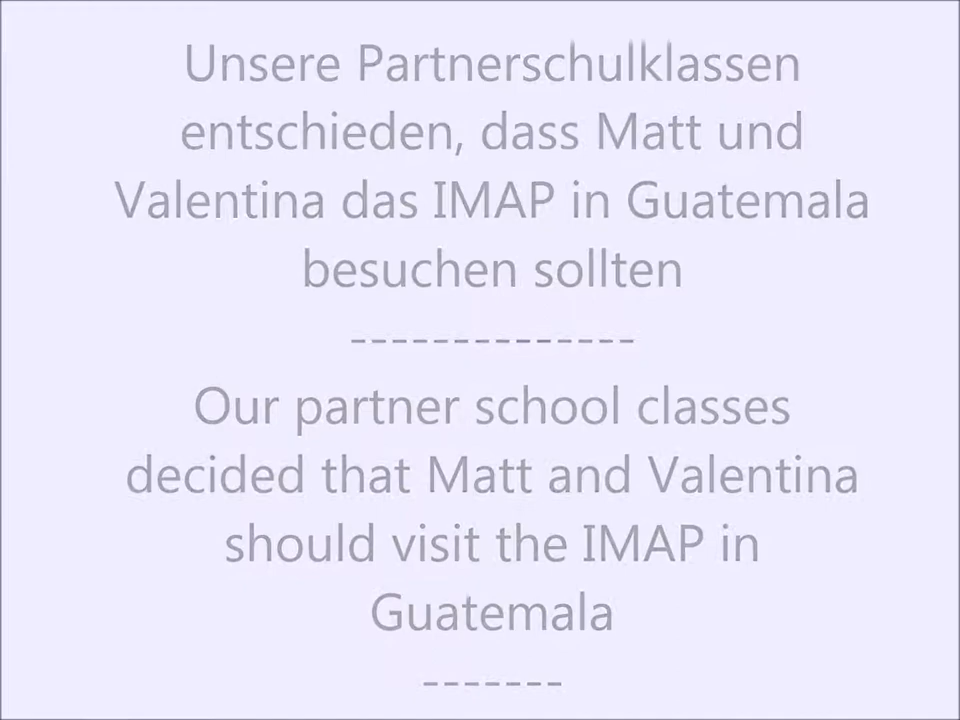 Unsere Partnerschulklassen
entschieden, dass Matt und
Valentina das IMAP in Guatemala
besuchen sollten
--------------
Our partner school classes
decided that Matt and Valentina
should visit the IMAP in
Guatemala
-------